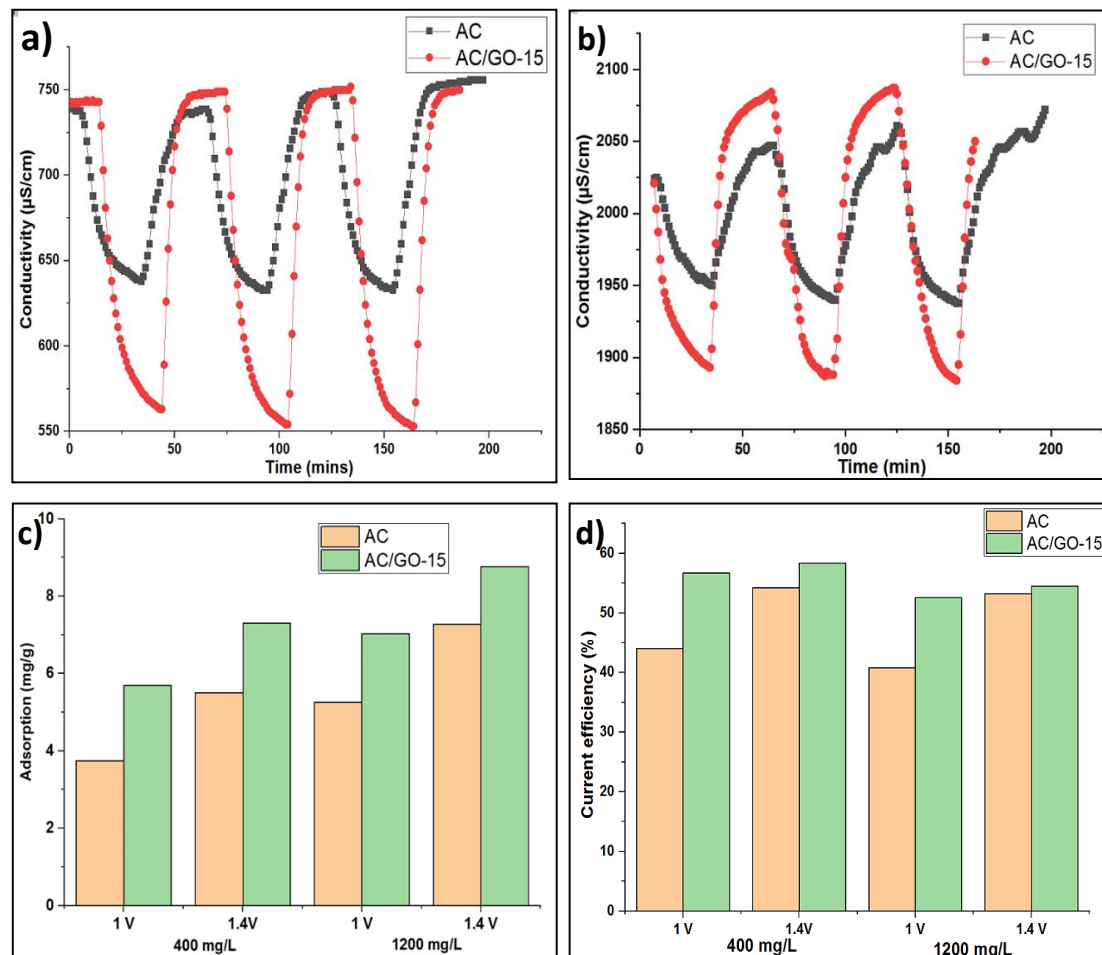 a)
AC
AC/GO-15
Conductivity (µS/cm)
750
700
650
600
550
0
50
100
150
200
Time (mins)
b)
AC
AC/GO-15
Conductivity (µS/cm)
2100
2050
2000
1950
1900
1850
50
100
150
200
Time (min)
c)
AC
AC/GO-15
Adsorption (mg/g)
10
8
6
4
2
0
1 V
1.4V
1 V
1.4V
400 mg/L
1200 mg/L
d)
AC
AC/GO-15
Current efficiency (%)
60
50
40
30
20
10
0
1 V
1.4V
1 V
1.4 V
400 mg/L
1200 mg/L